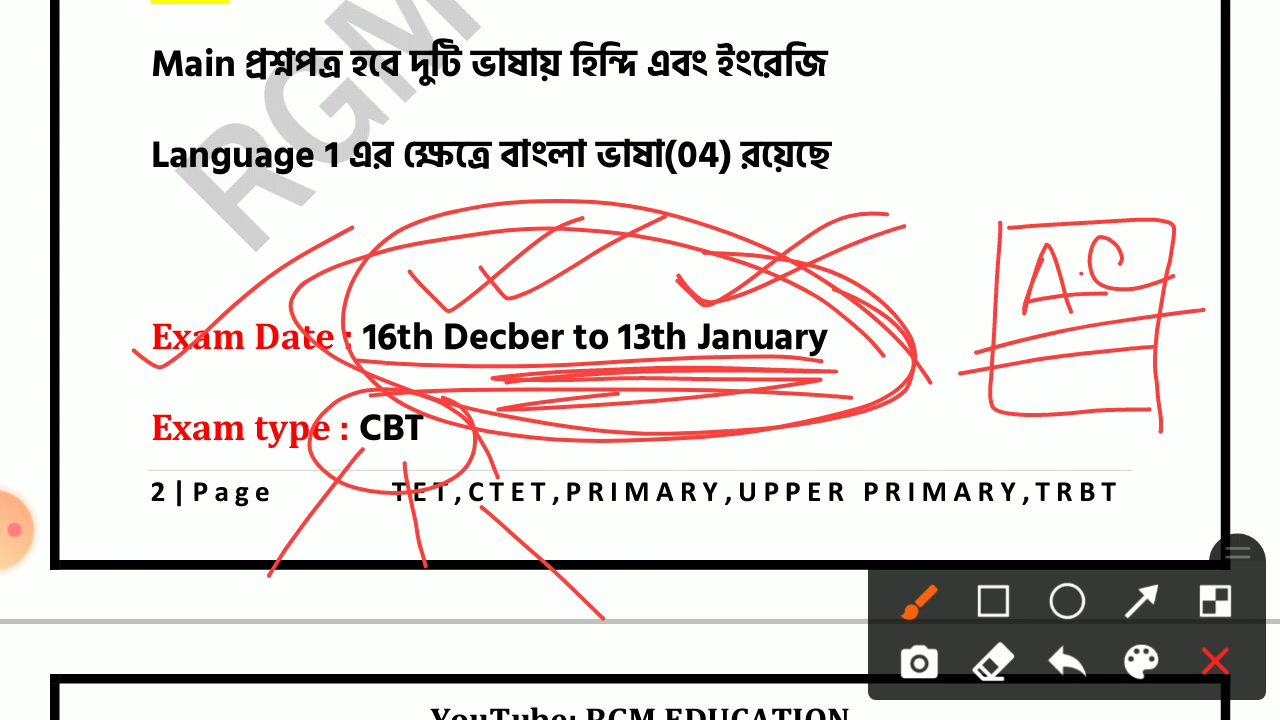 Main প্রশ্নপত্র হবে দুটি ভাষায় হিন্দি এবং ইংরেজি
RGM
Language 1 এর ক্ষেত্রে বাংলা ভাষা(04) রয়েছে
A.C
Exam Date : 16th Decber to 13th January
Exam type : CBT
2 | Page TET,CTET,PRIMARY,UPPER PRIMARY,TRBT
YouTube: RGM EDUCATION